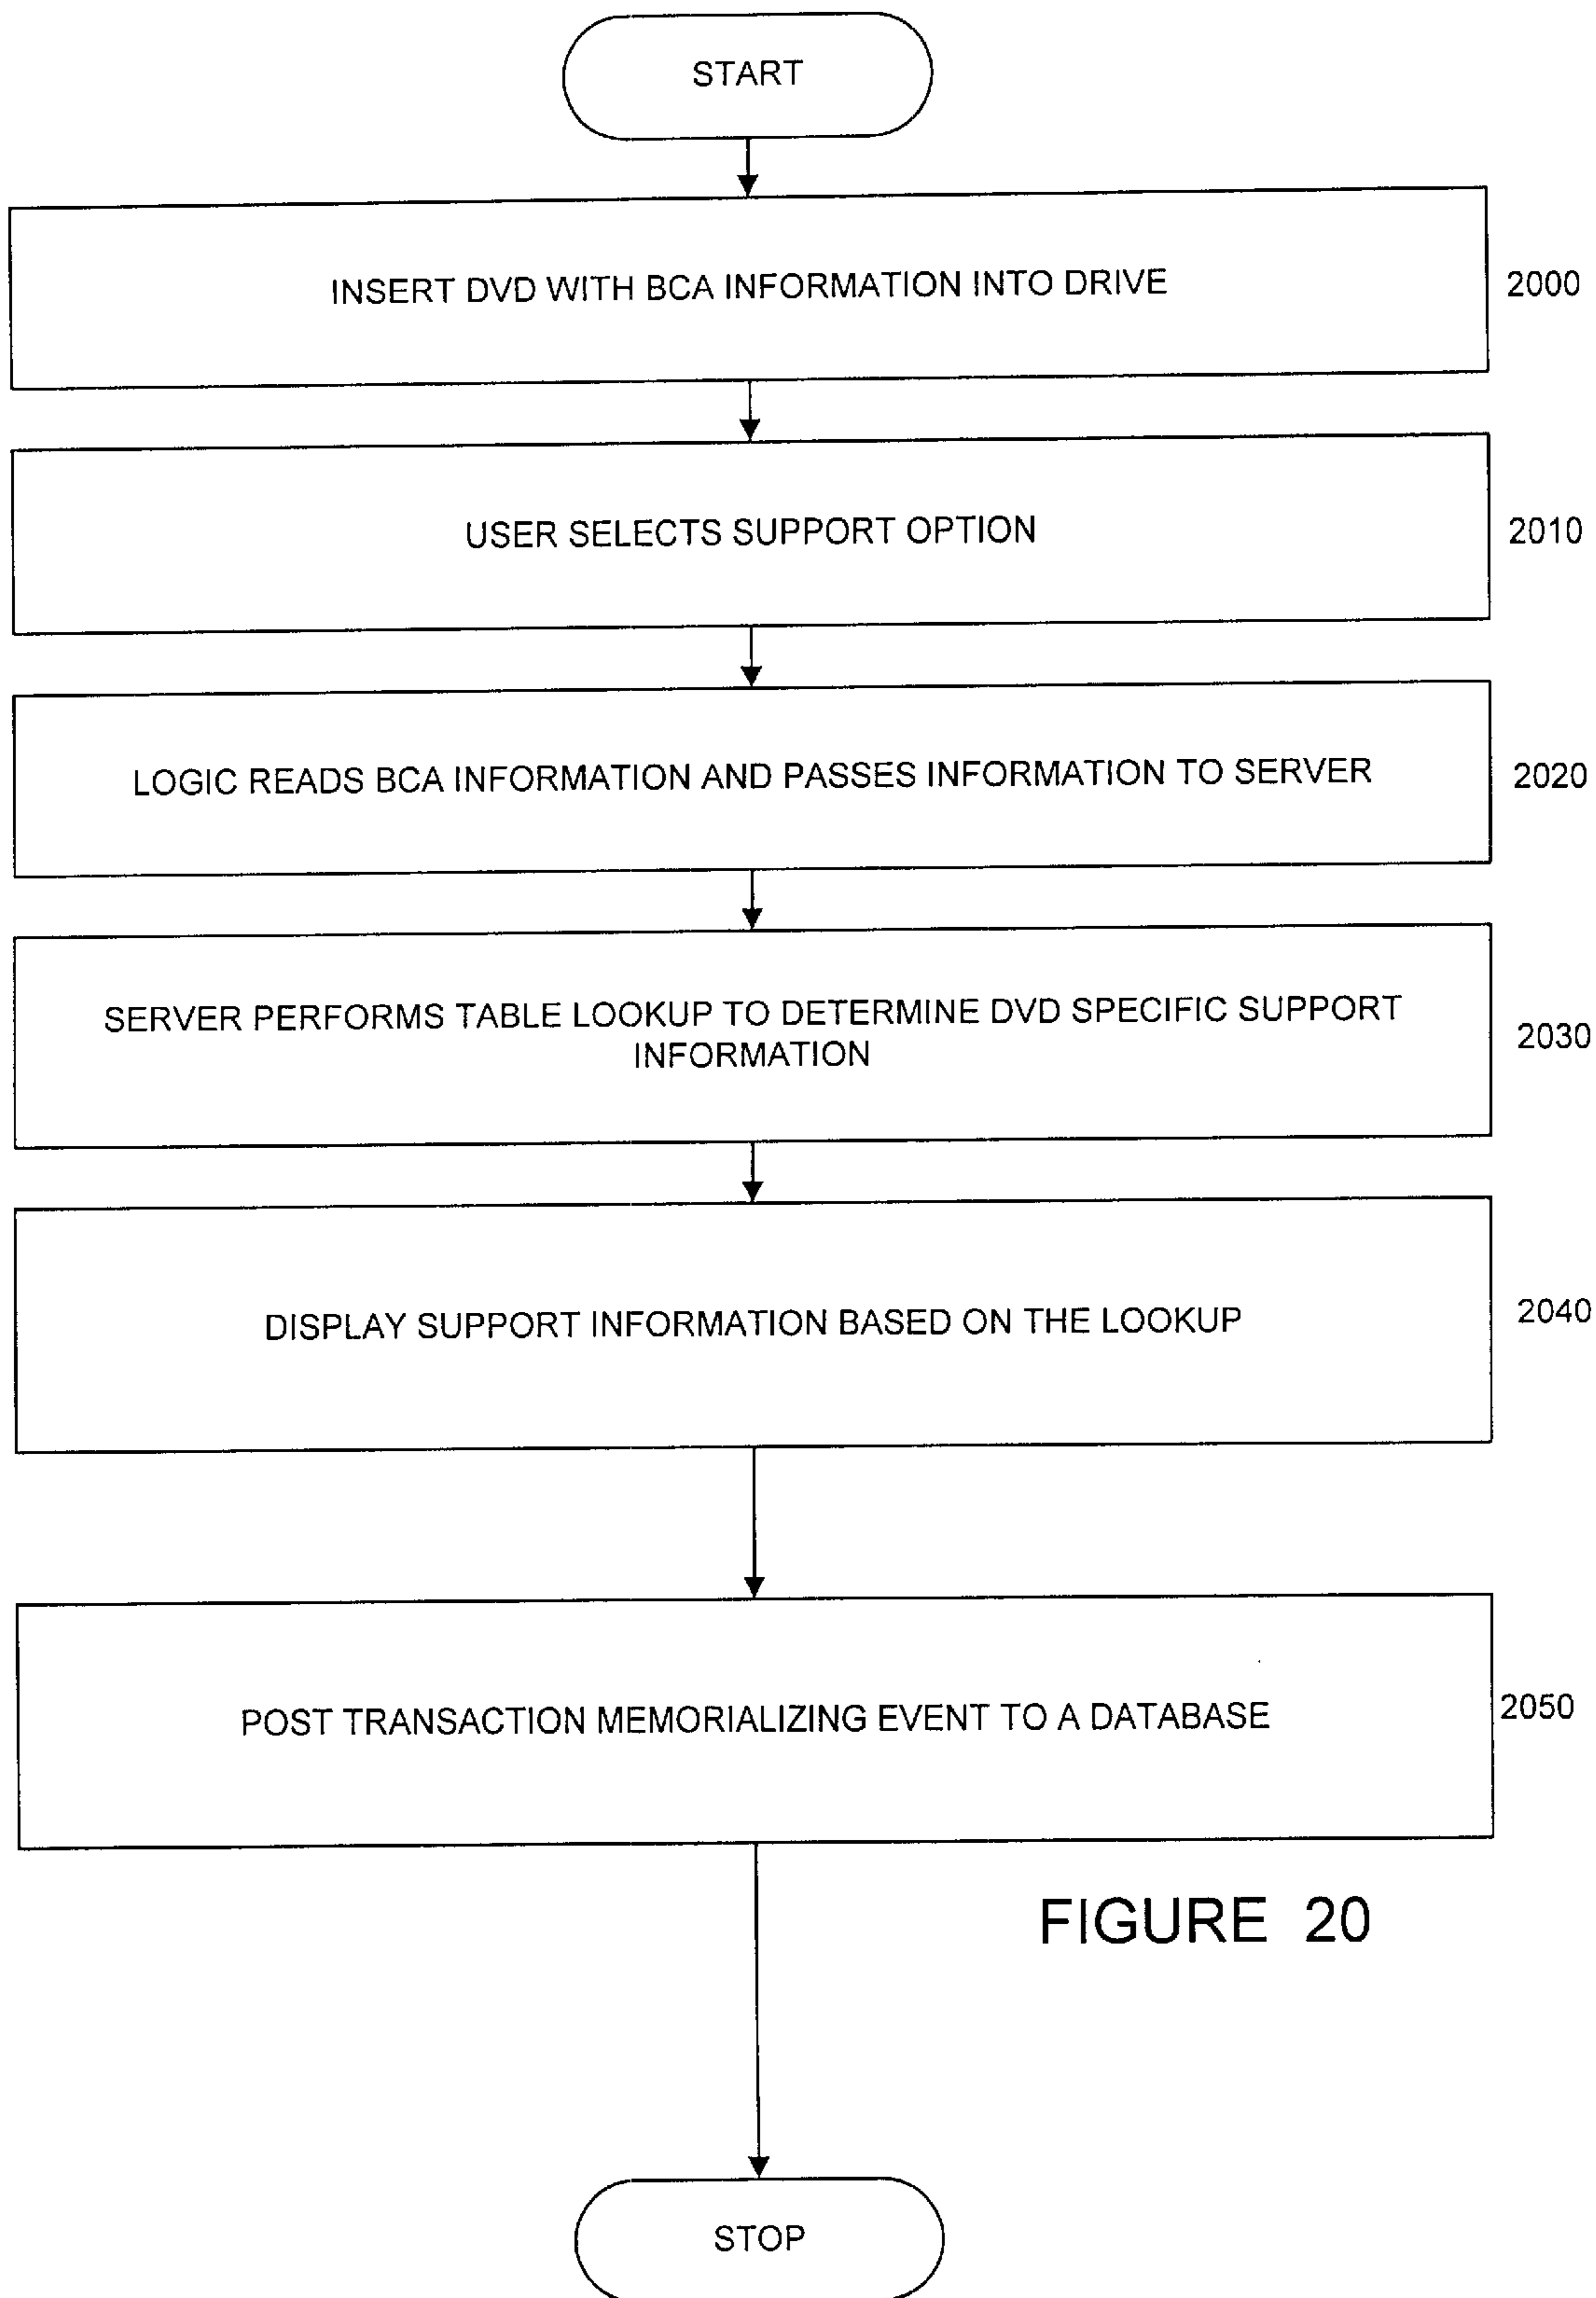 START
INSERT DVD WITH BCA INFORMATION INTO DRIVE
2000
USER SELECTS SUPPORT OPTION
2010
LOGIC READS BCA INFORMATION AND PASSES INFORMATION TO SERVER
2020
SERVER PERFORMS TABLE LOOKUP TO DETERMINE DVD SPECIFIC SUPPORT
INFORMATION
2030
DISPLAY SUPPORT INFORMATION BASED ON THE LOOKUP
2040
POST TRANSACTION MEMORIALIZING EVENT TO A DATABASE
2050
FIGURE 20
STOP